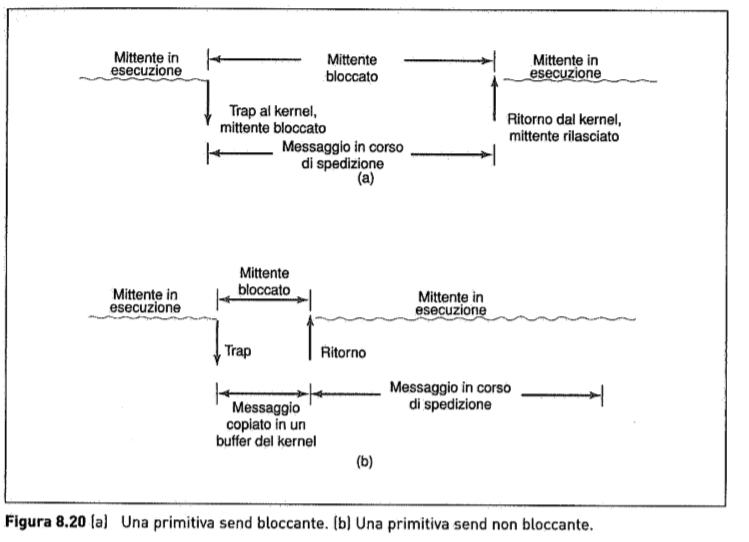 Mittente in
esecuzione
Mittente
bloccato
Mittente in
esecuzione
Trap al kernel,
mittente bloccato
Ritorno dal kernel,
mittente rilasciato
Messaggio in corso
di spedizione
(a)
Mittente
bloccato
Mittente in
esecuzione
Mittente in
esecuzione
Trap
Ritorno
Messaggio
copiato in un
buffer del kernel
Messaggio in corso
di spedizione
(b)
Figura 8.20 (a) Una primitiva send bloccante. (b) Una primitiva send non bloccante.